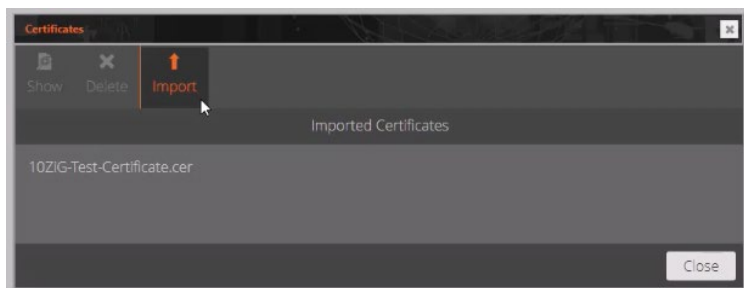 Certificates
Show Delete Import
Imported Certificates
10ZIG-Test-Certificate.cer
Close